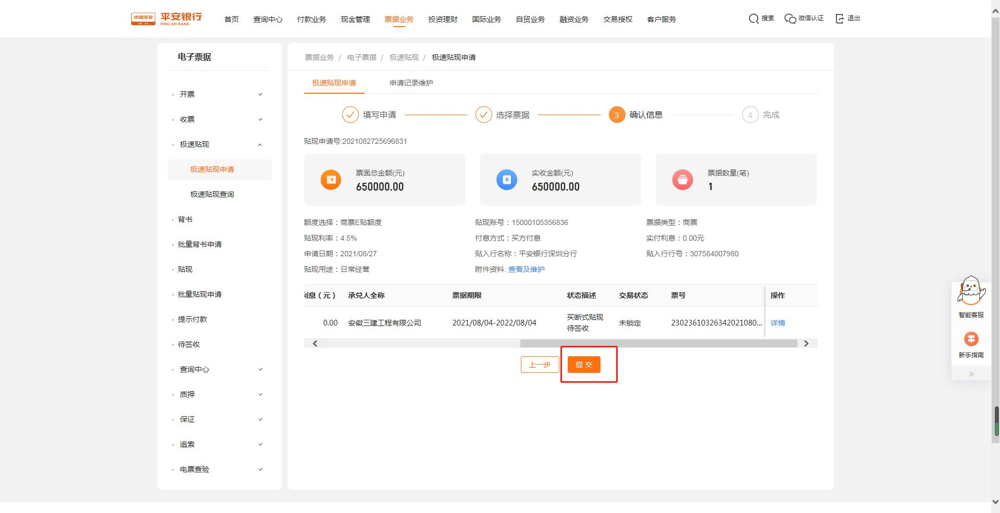 中国平安
平安银行
PING AN BANK
首页 查询中心 付款业务 现金管理 票据业务 投资理财 国际业务 自贸业务 融资业务 交易授权 客户服务
搜索 微信认证 退出
电子票据
开票
收票
极速贴现
极速贴现申请
极速贴现查询
背书
批量背书申请
贴现
批量贴现申请
提示付款
待签收
查询中心
质押
保证
追索
电票查验
票据业务 / 电子票据 / 极速贴现 / 极速贴现申请
极速贴现申请 申请记录维护
填写申请 选择票据 3 确认信息 4 完成
贴现申请号:2021082725696831
票面总金额(元)
650000.00
实收金额(元)
650000.00
票据数量(笔)
1
额度选择：商票E贴额度 贴现账号：15000105356836 票据类型：商票
贴现利率：4.5% 付息方式：买方付息 实付利息：0.00元
申请日期：2021/08/27 贴入行名称：平安银行深圳分行 贴入行行号：307584007980
贴现用途：日常经营 附件资料: 查看及维护
息（元） 承兑人全称 票据期限 状态描述 交易状态 票号 操作
0.00 安徽三建工程有限公司 2021/08/04-2022/08/04 买断式贴现 未锁定 23023610326342021080... 详情
待签收
上一步 提 交
智能客服
新手指南